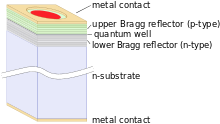 metal contact
upper Bragg reflector (p-type)
quantum well
lower Bragg reflector (n-type)
n-substrate
metal contact